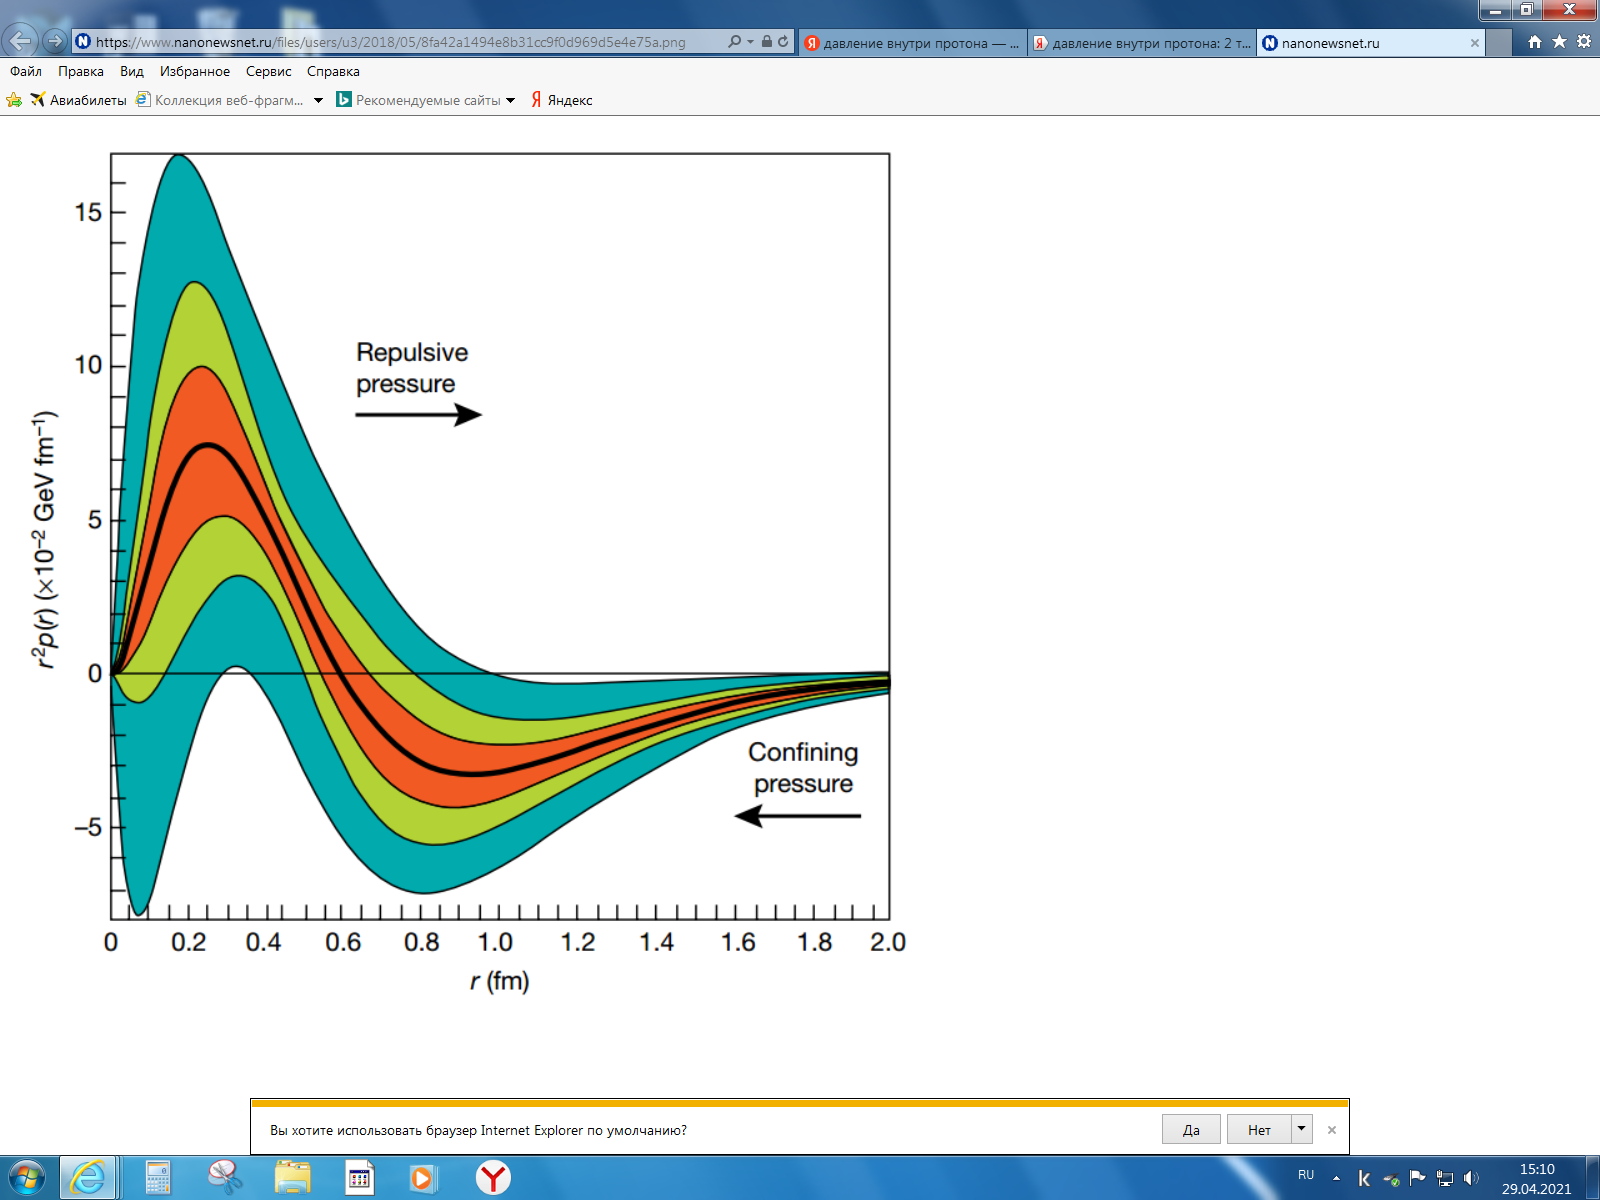 https://www.nanonewsnet.ru/files/users/u3/2018/05/8fa42a1494e8b31cc9f0d969d5e4e75a.png
давление внутри протона — ...
давление внутри протона: 2 т...
nanonewsnet.ru
Файл Правка Вид Избранное Сервис Справка
Авиабилеты Коллекция веб-фрагм... Рекомендуемые сайты Яндекс
15
10
5
0
–5
r²p(r) (×10⁻² GeV fm⁻¹)
Repulsive
pressure
Confining
pressure
0 0.2 0.4 0.6 0.8 1.0 1.2 1.4 1.6 1.8 2.0
r (fm)
Вы хотите использовать браузер Internet Explorer по умолчанию?
Да
Нет
RU
15:10
29.04.2021